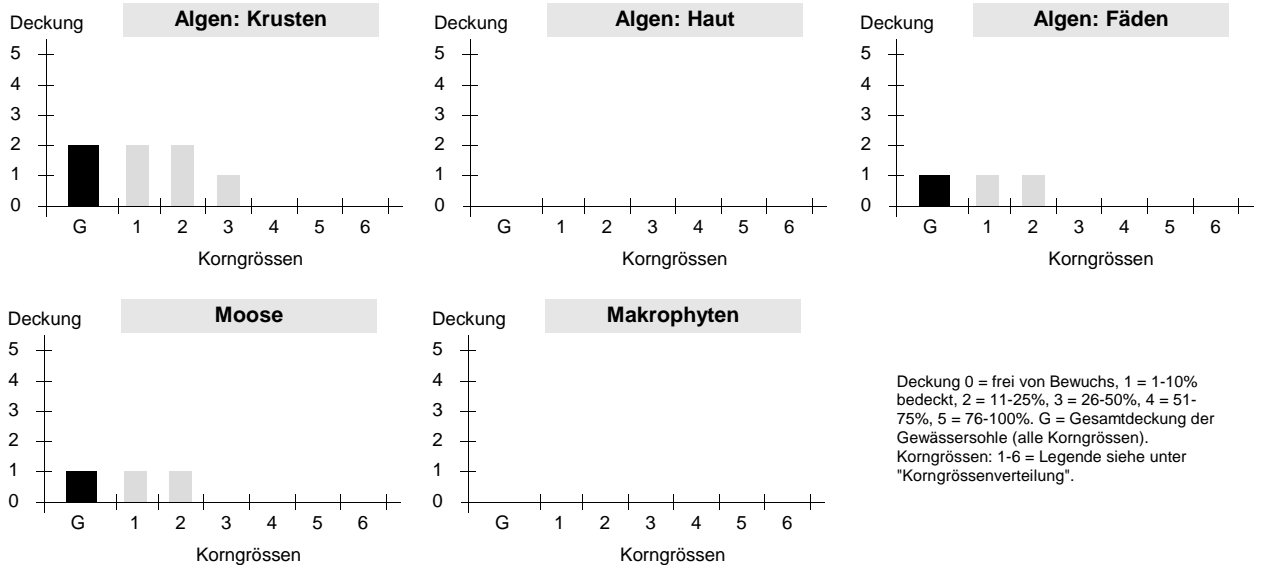 Deckung
Algen: Krusten
5
4
3
2
1
0
G 1 2 3 4 5 6
Korngrössen
Deckung
Algen: Haut
5
4
3
2
1
0
G 1 2 3 4 5 6
Korngrössen
Deckung
Algen: Fäden
5
4
3
2
1
0
G 1 2 3 4 5 6
Korngrössen
Deckung
Moose
5
4
3
2
1
0
G 1 2 3 4 5 6
Korngrössen
Deckung
Makrophyten
5
4
3
2
1
0
G 1 2 3 4 5 6
Korngrössen
Deckung 0 = frei von Bewuchs, 1 = 1-10%
bedeckt, 2 = 11-25%, 3 = 26-50%, 4 = 51-
75%, 5 = 76-100%. G = Gesamtdeckung der
Gewässersohle (alle Korngrössen).
Korngrössen: 1-6 = Legende siehe unter
"Korngrössenverteilung".